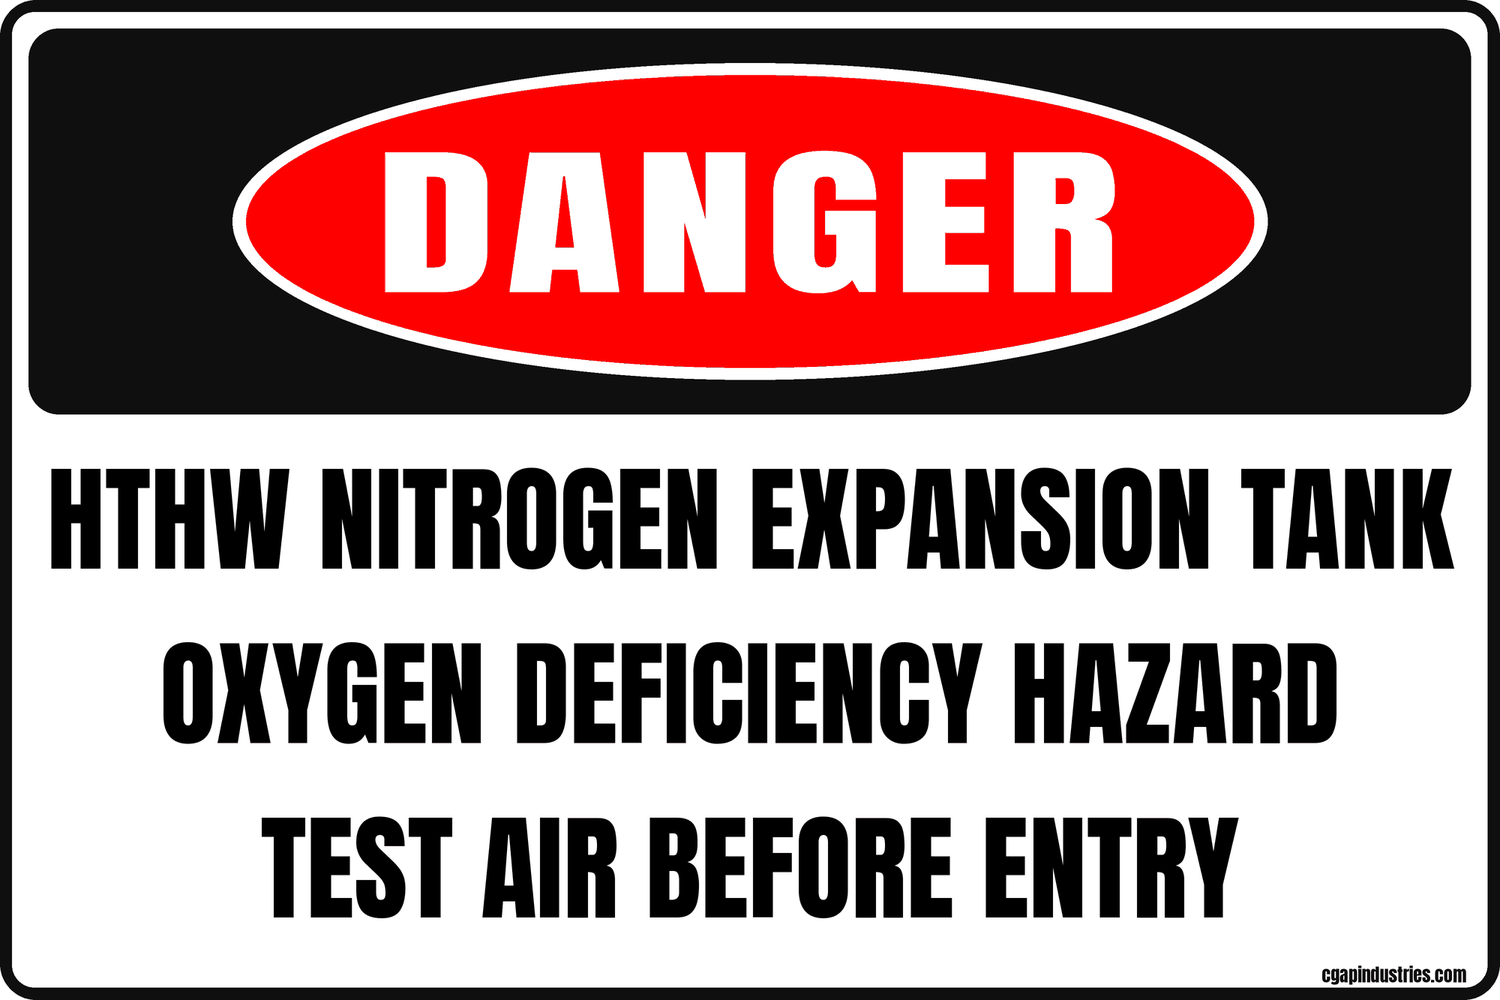 DANGER
HTHW NITROGEN EXPANSION TANK
OXYGEN DEFICIENCY HAZARD
TEST AIR BEFORE ENTRY
cgapindustries.com